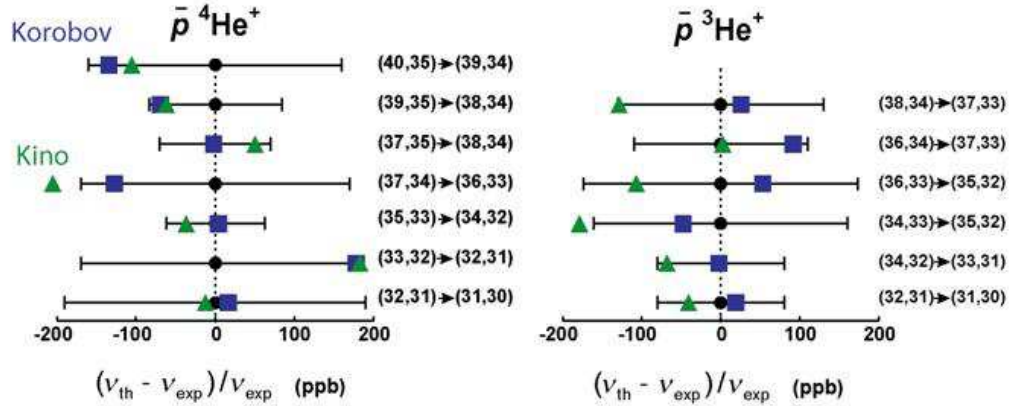 Korobov
p̄ ⁴He⁺
p̄ ³He⁺
(40,35)➔(39,34)
(39,35)➔(38,34)
(37,35)➔(38,34)
Kino
(37,34)➔(36,33)
(35,33)➔(34,32)
(33,32)➔(32,31)
(32,31)➔(31,30)
(38,34)➔(37,33)
(36,34)➔(37,33)
(36,33)➔(35,32)
(34,33)➔(35,32)
(34,32)➔(33,31)
(32,31)➔(31,30)
-200 -100 0 100 200
-200 -100 0 100 200
(ν_th - ν_exp)/ν_exp (ppb)
(ν_th - ν_exp)/ν_exp (ppb)